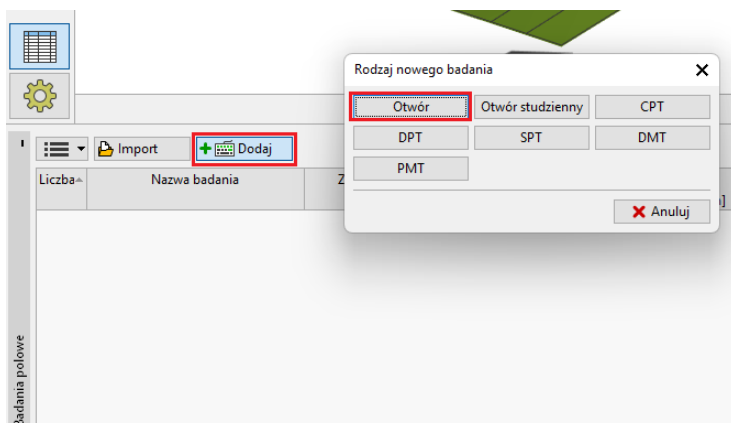 Rodzaj nowego badania
Otwór Otwór studzienny CPT
DPT SPT DMT
PMT
Anuluj
Import Dodaj
Liczba Nazwa badania Z
Badania polowe